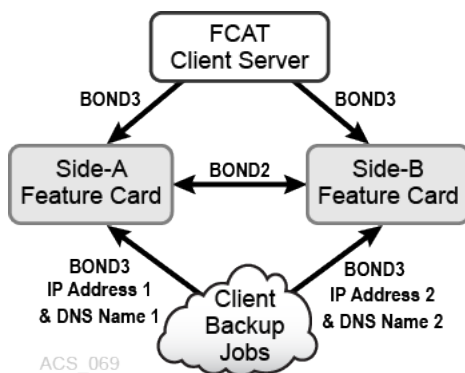 FCAT
Client Server
BOND3
BOND3
Side-A
Feature Card
BOND2
Side-B
Feature Card
BOND3
IP Address 1
& DNS Name 1
Client
Backup
Jobs
BOND3
IP Address 2
& DNS Name 2
ACS_069